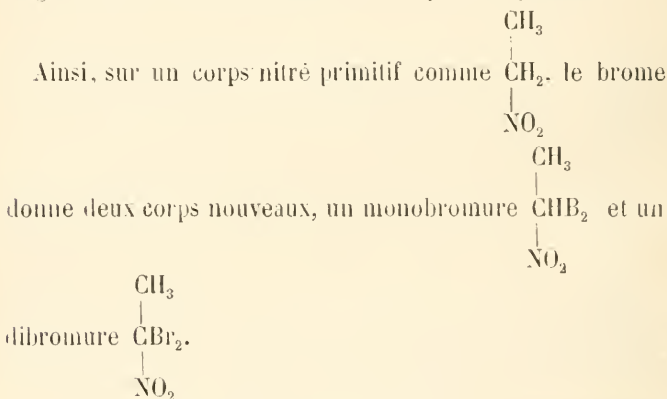 CH₃
Ainsi, sur un corps nitré primitif comme CH₂. le brome
NO₂
CH₃
donne deux corps nouveaux, un monobromure CHB₂ et un
NO₂
CH₃
dibromure CBr₂.
NO₂